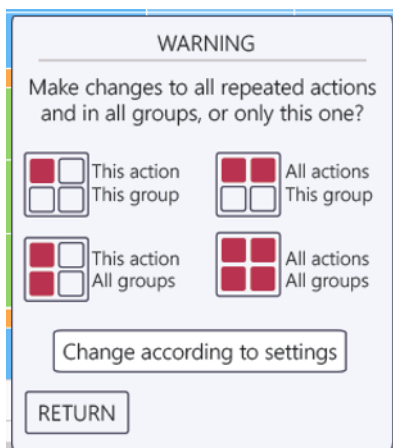 WARNING
Make changes to all repeated actions
and in all groups, or only this one?
This action
This group
All actions
This group
This action
All groups
All actions
All groups
Change according to settings
RETURN